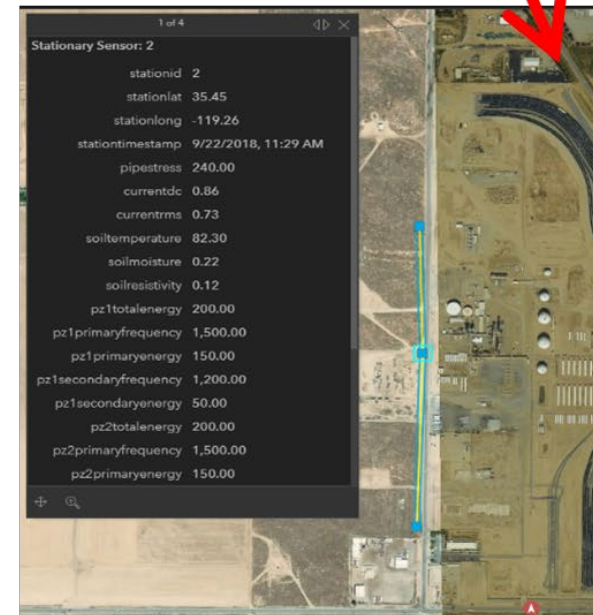 1 of 4
Stationary Sensor: 2
stationid 2
stationlat 35.45
stationlong -119.26
stationtimestamp 9/22/2018, 11:29 AM
pipestress 240.00
currentdc 0.86
currentrms 0.73
soiltemperature 82.30
soilmoisture 0.22
soilresistivity 0.12
pz1totalenergy 200.00
pz1primaryfrequency 1,500.00
pz1primaryenergy 150.00
pz1secondaryfrequency 1,200.00
pz1secondaryenergy 50.00
pz2totalenergy 200.00
pz2primaryfrequency 1,500.00
pz2primaryenergy 150.00